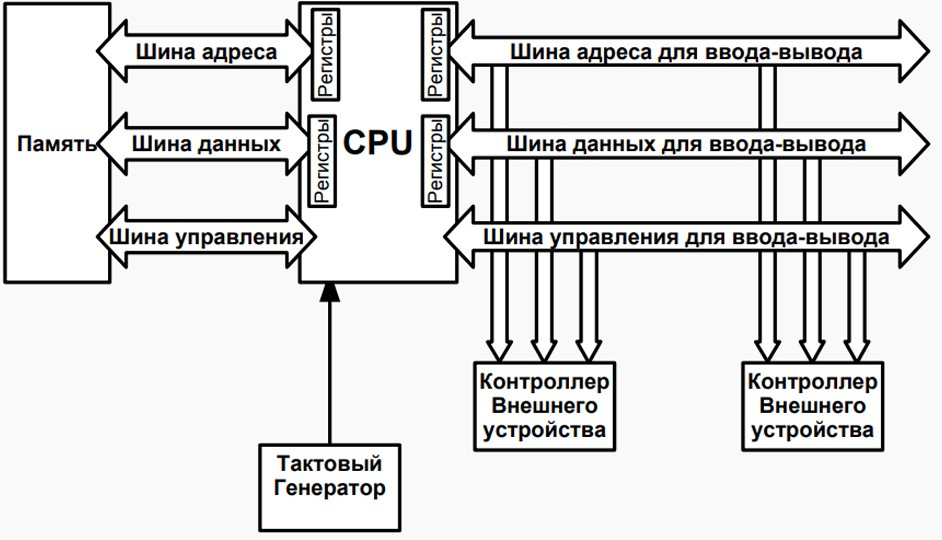 Шина адреса
Регистры
Регистры
Шина адреса для ввода-вывода
Память
Шина данных
Регистры
CPU
Регистры
Шина данных для ввода-вывода
Шина управления
Шина управления для ввода-вывода
Контроллер
Внешнего
устройства
Контроллер
Внешнего
устройства
Тактовый
Генератор